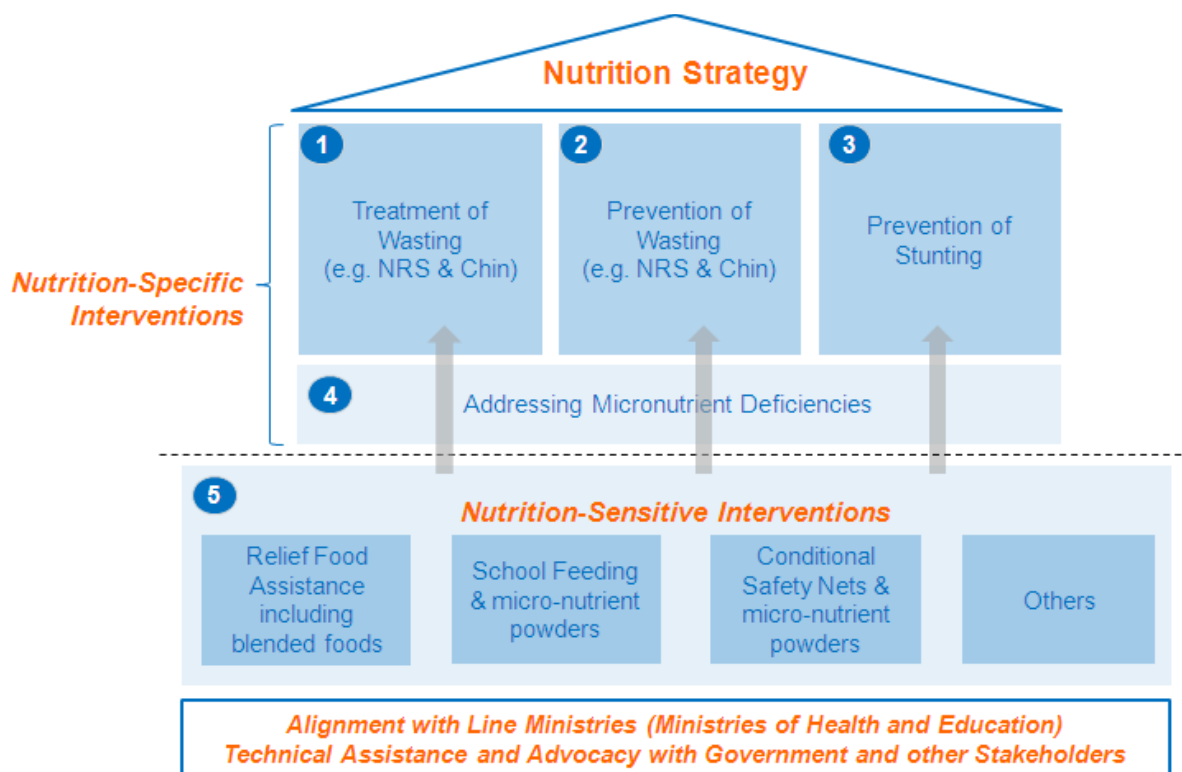 Nutrition Strategy
1
Treatment of
Wasting
(e.g. NRS & Chin)
2
Prevention of
Wasting
(e.g. NRS & Chin)
3
Prevention of
Stunting
Nutrition-Specific
Interventions
4
Addressing Micronutrient Deficiencies
5
Nutrition-Sensitive Interventions
Relief Food
Assistance
including
blended foods
School Feeding
& micro-nutrient
powders
Conditional
Safety Nets &
micro-nutrient
powders
Others
Alignment with Line Ministries (Ministries of Health and Education)
Technical Assistance and Advocacy with Government and other Stakeholders